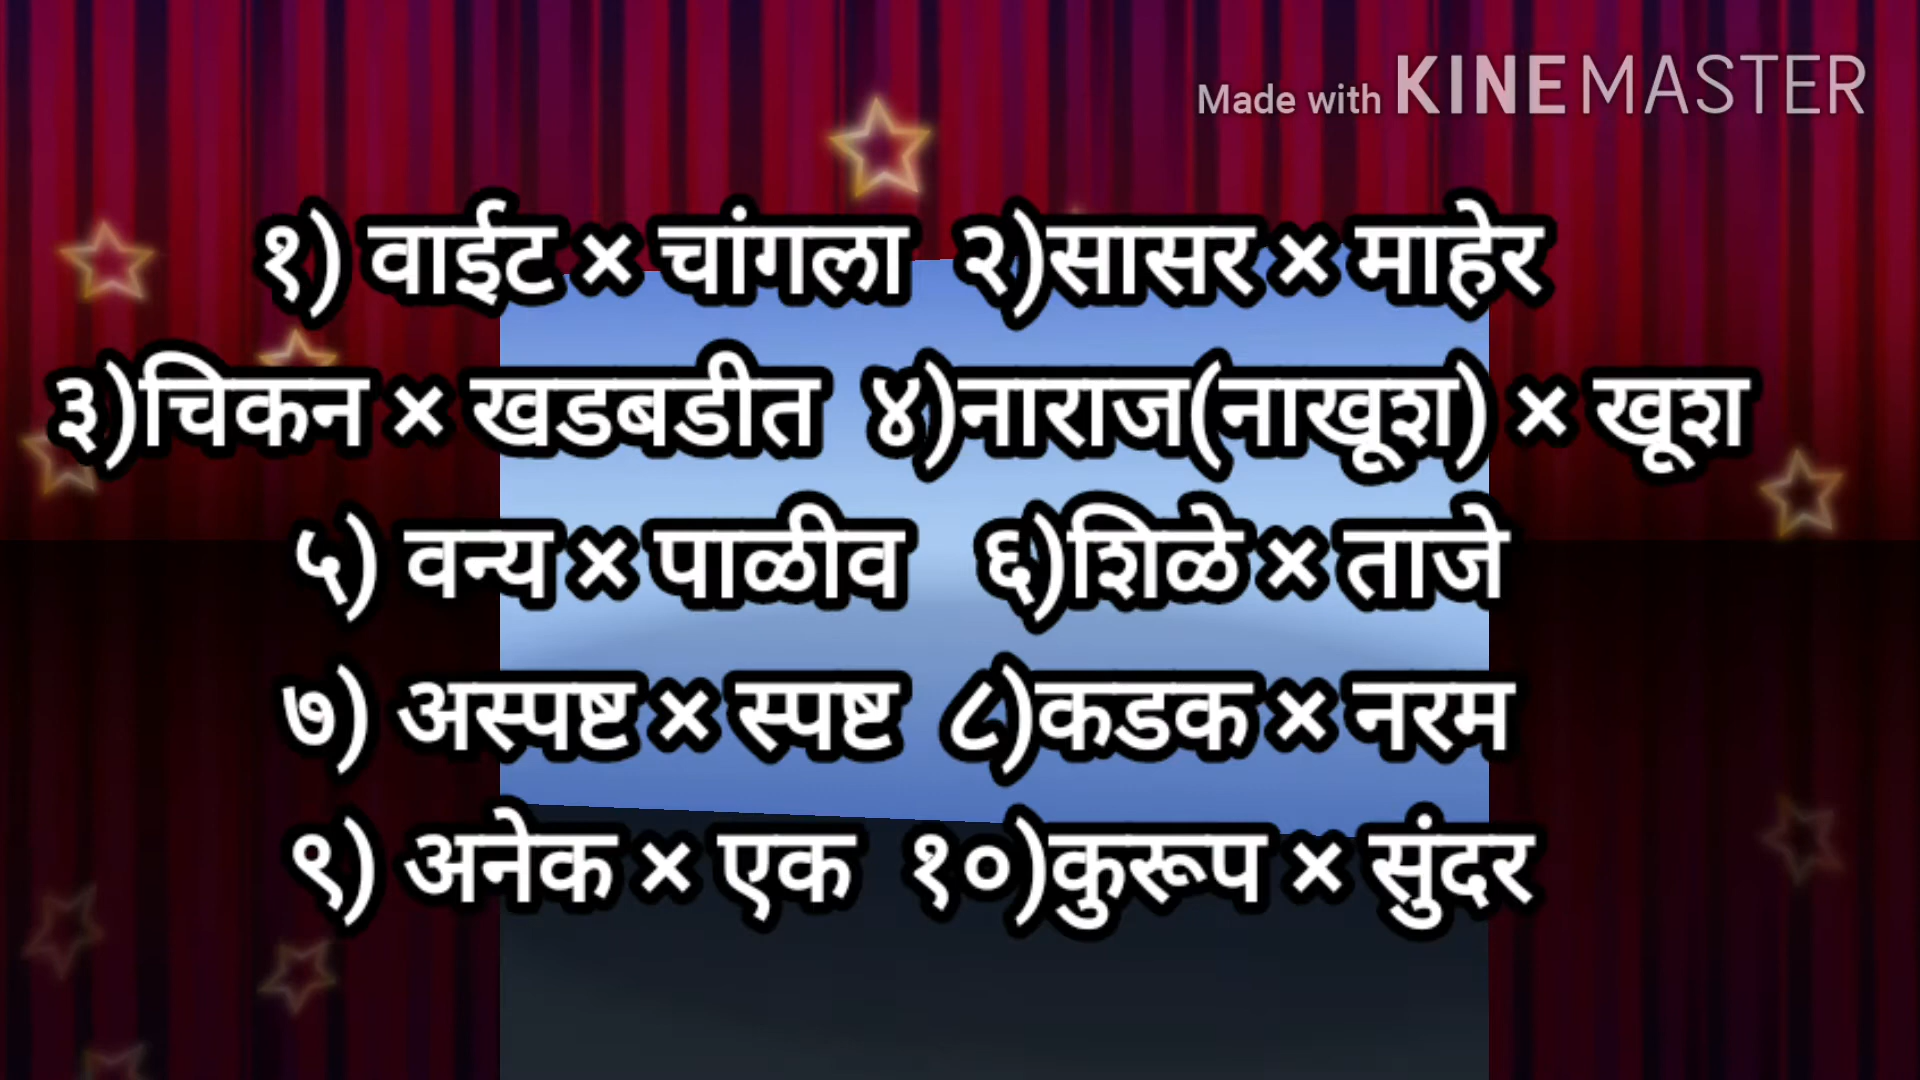 Made with KINEMASTER
१) वाईट × चांगला २)सासर × माहेर
३)चिकन × खडबडीत ४)नाराज(नाखूश) × खूश
५) वन्य × पाळीव ६)शिळे × ताजे
७) अस्पष्ट × स्पष्ट ८)कडक × नरम
९) अनेक × एक १०)कुरूप × सुंदर